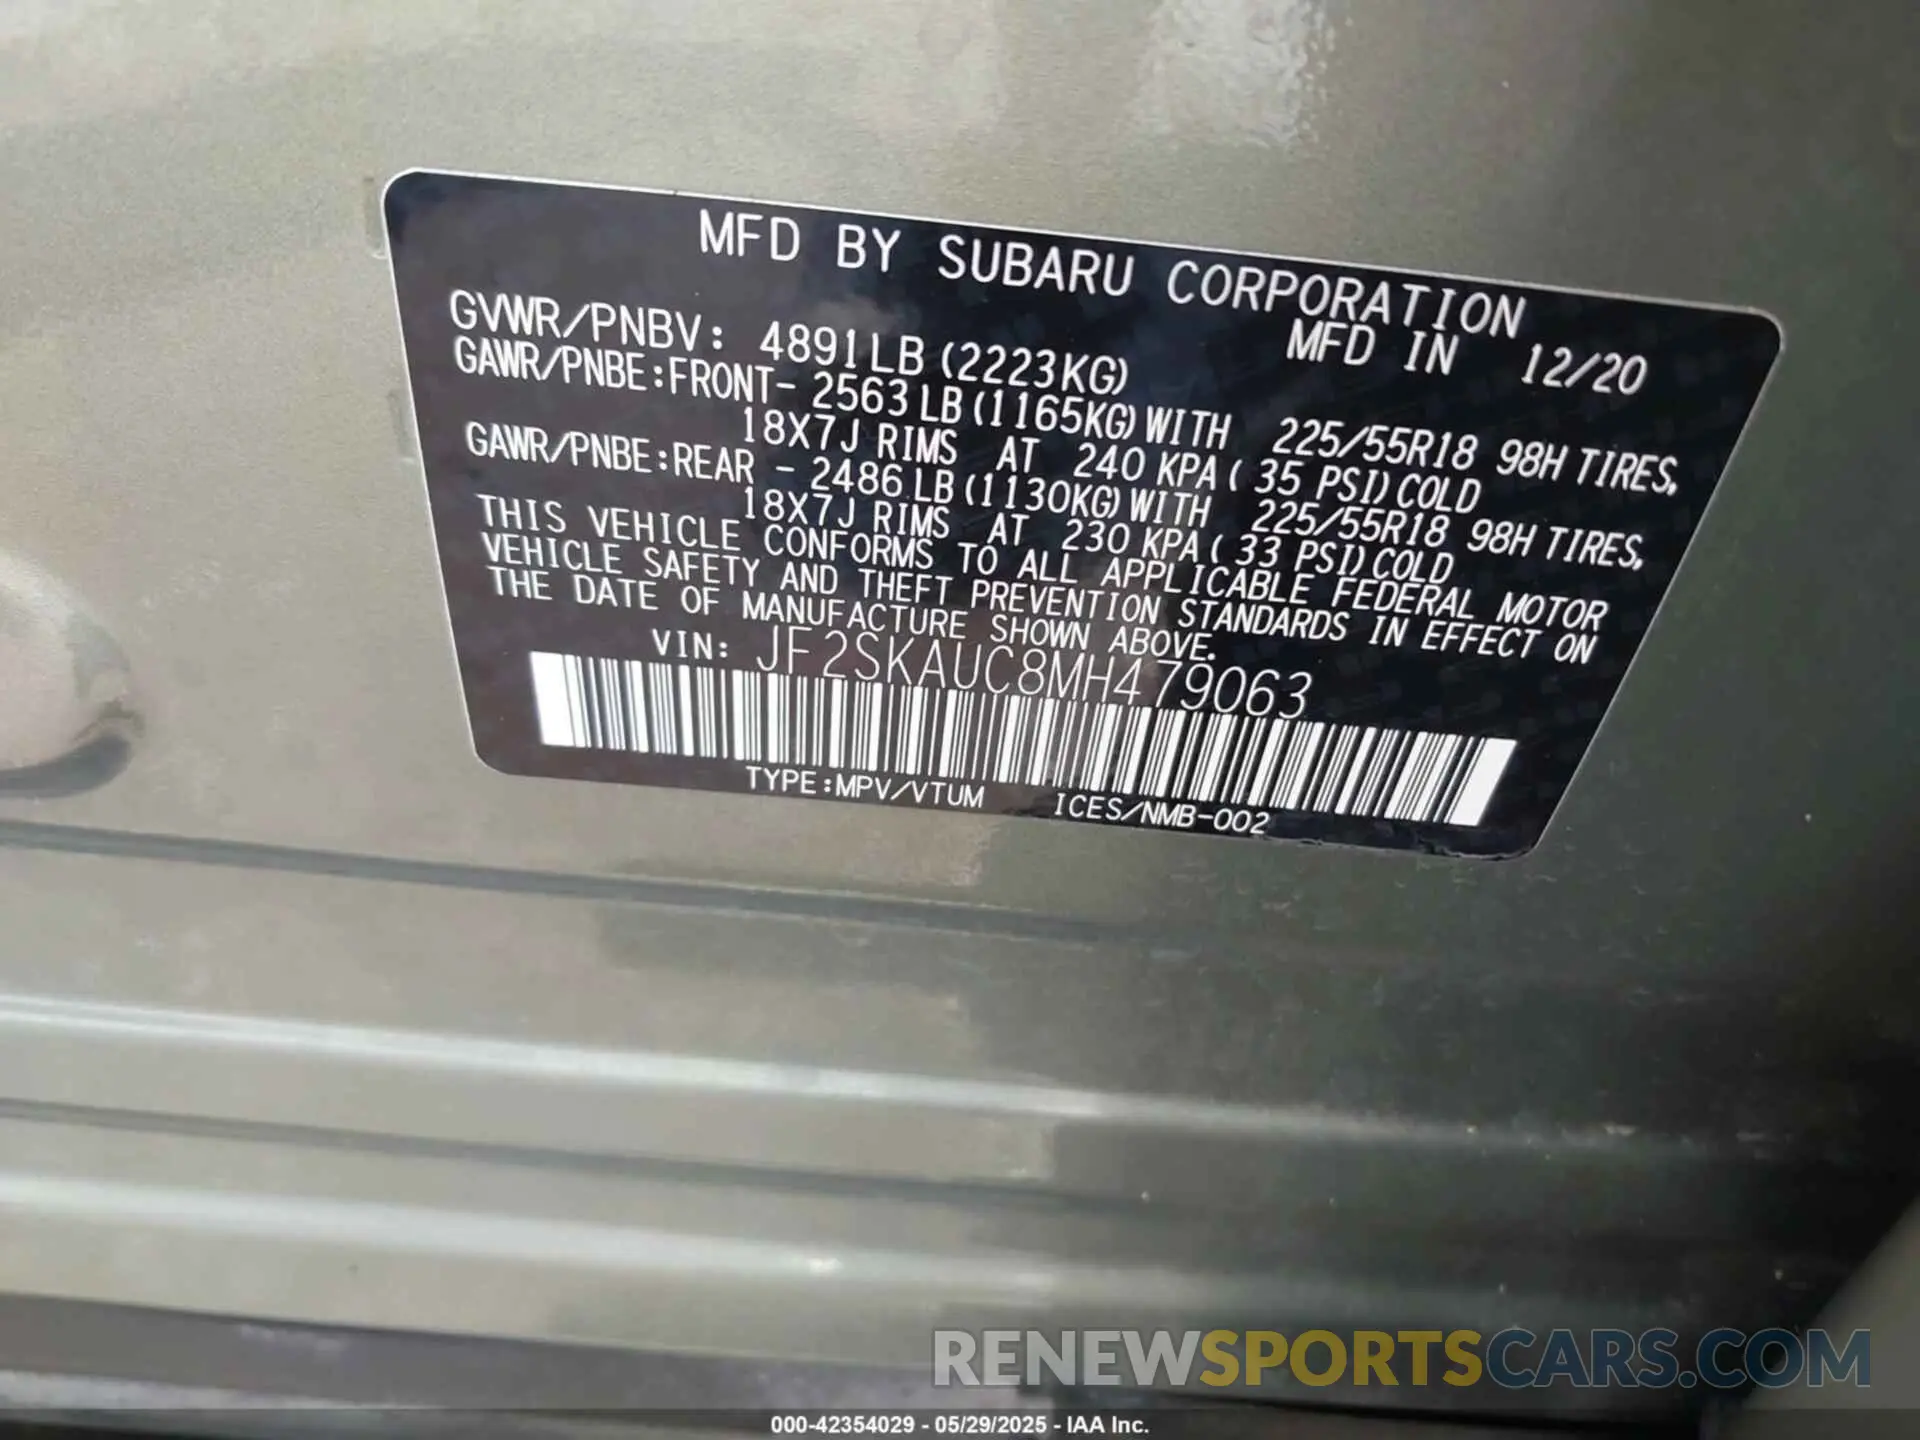 MFD BY SUBARU CORPORATION
GVWR/PNBV: 4891LB (2223KG) MFD IN 12/20
GAWR/PNBE:FRONT- 2563 LB (1165KG) WITH 225/55R18 98H TIRES,
18X7J RIMS AT 240 KPA ( 35 PSI) COLD
GAWR/PNBE:REAR - 2486 LB (1130KG) WITH 225/55R18 98H TIRES,
18X7J RIMS AT 230 KPA ( 33 PSI) COLD
THIS VEHICLE CONFORMS TO ALL APPLICABLE FEDERAL MOTOR
VEHICLE SAFETY AND THEFT PREVENTION STANDARDS IN EFFECT ON
THE DATE OF MANUFACTURE SHOWN ABOVE.
VIN: JF2SKAUC8MH479063
TYPE:MPV/VTUM ICES/NMB-002
RENEWSPORTSCARS.COM
000-42354029 - 05/29/2025 - IAA Inc.